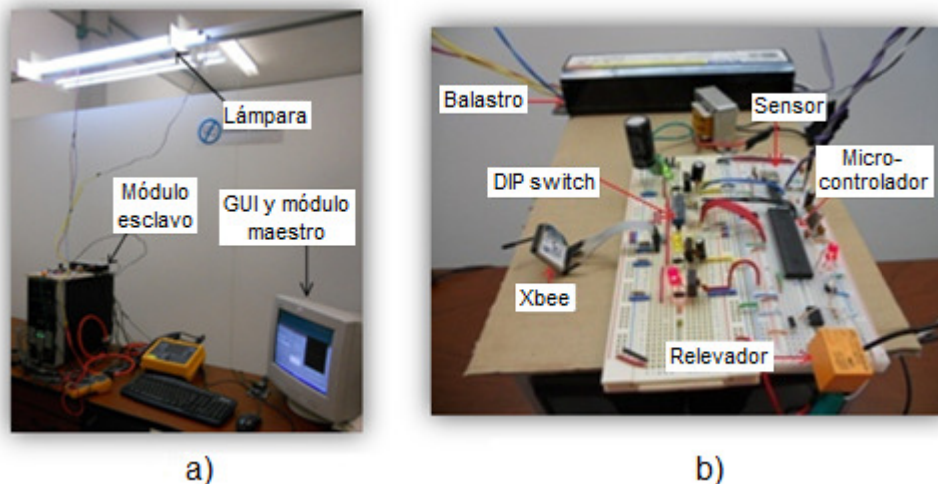 Lámpara
Módulo
esclavo
GUI y módulo
maestro
a)
Balastro
Sensor
DIP switch
Micro-
controlador
Xbee
Relevador
b)